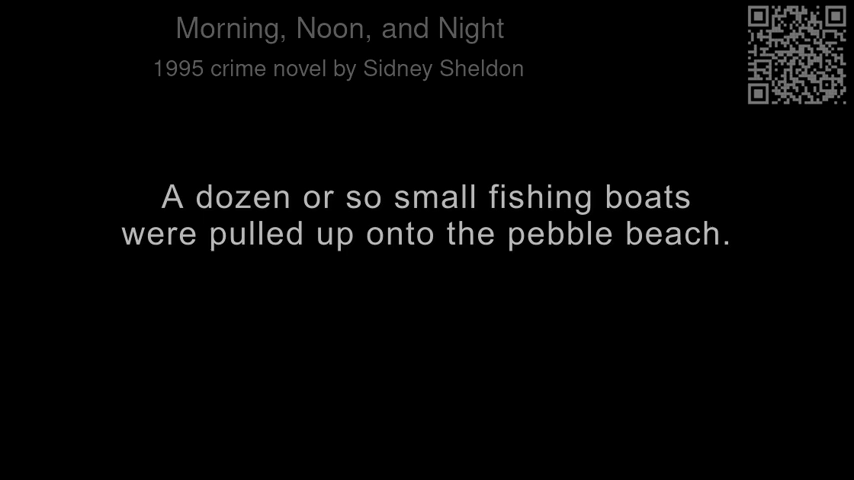 Morning, Noon, and Night
1995 crime novel by Sidney Sheldon
A dozen or so small fishing boats
were pulled up onto the pebble beach.